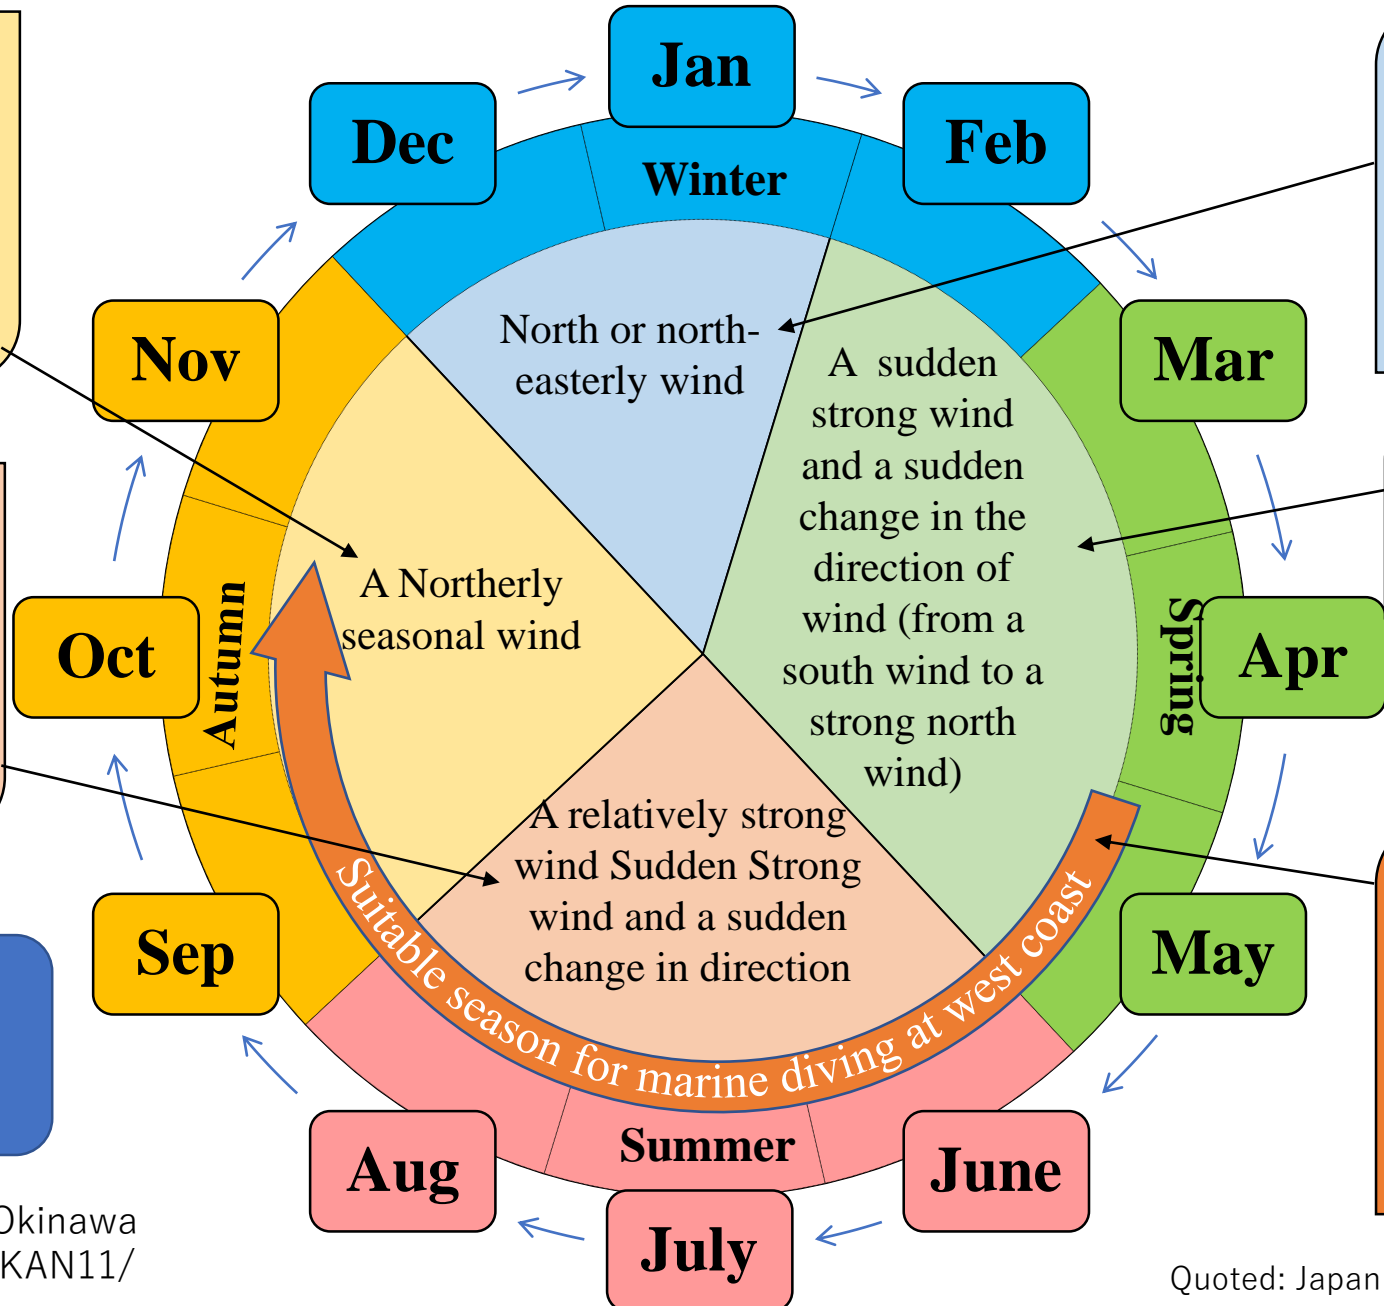 Jan
Dec
Feb
Winter
Nov
Mar
North or north-
easterly wind
A sudden
strong wind
and a sudden
change in the
direction of
wind (from a
south wind to a
strong north
wind)
A Northerly
seasonal wind
Oct
Autumn
Spring
Apr
A relatively strong
wind Sudden Strong
wind and a sudden
change in direction
Suitable season for marine diving at west coast
Sep
May
Summer
Aug
June
July
Okinawa
KAN11/
Quoted: Japan